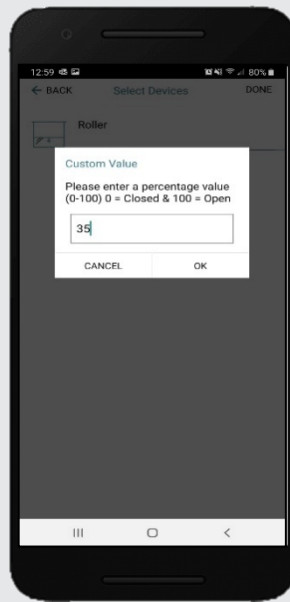 12:59 80%
← BACK Select Devices DONE
Roller
Custom Value
Please enter a percentage value
(0-100) 0 = Closed & 100 = Open
35
CANCEL OK